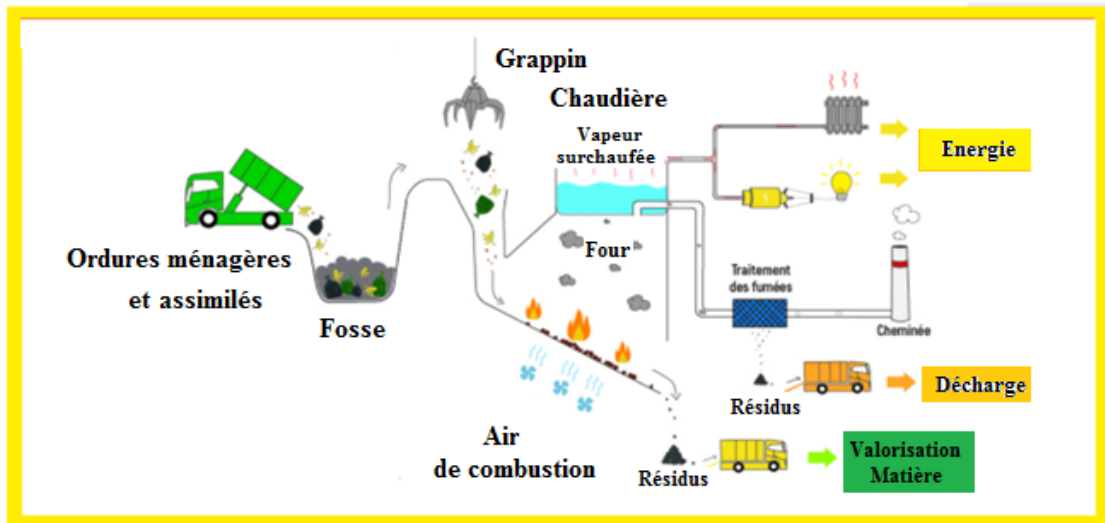 Grappin
Chaudière
Vapeur
surchaufée
Energie
Ordures ménagères
et assimilés
Fosse
Four
Traitement
des fumées
Cheminée
Résidus
Décharge
Air
de combustion
Résidus
Valorisation
Matière